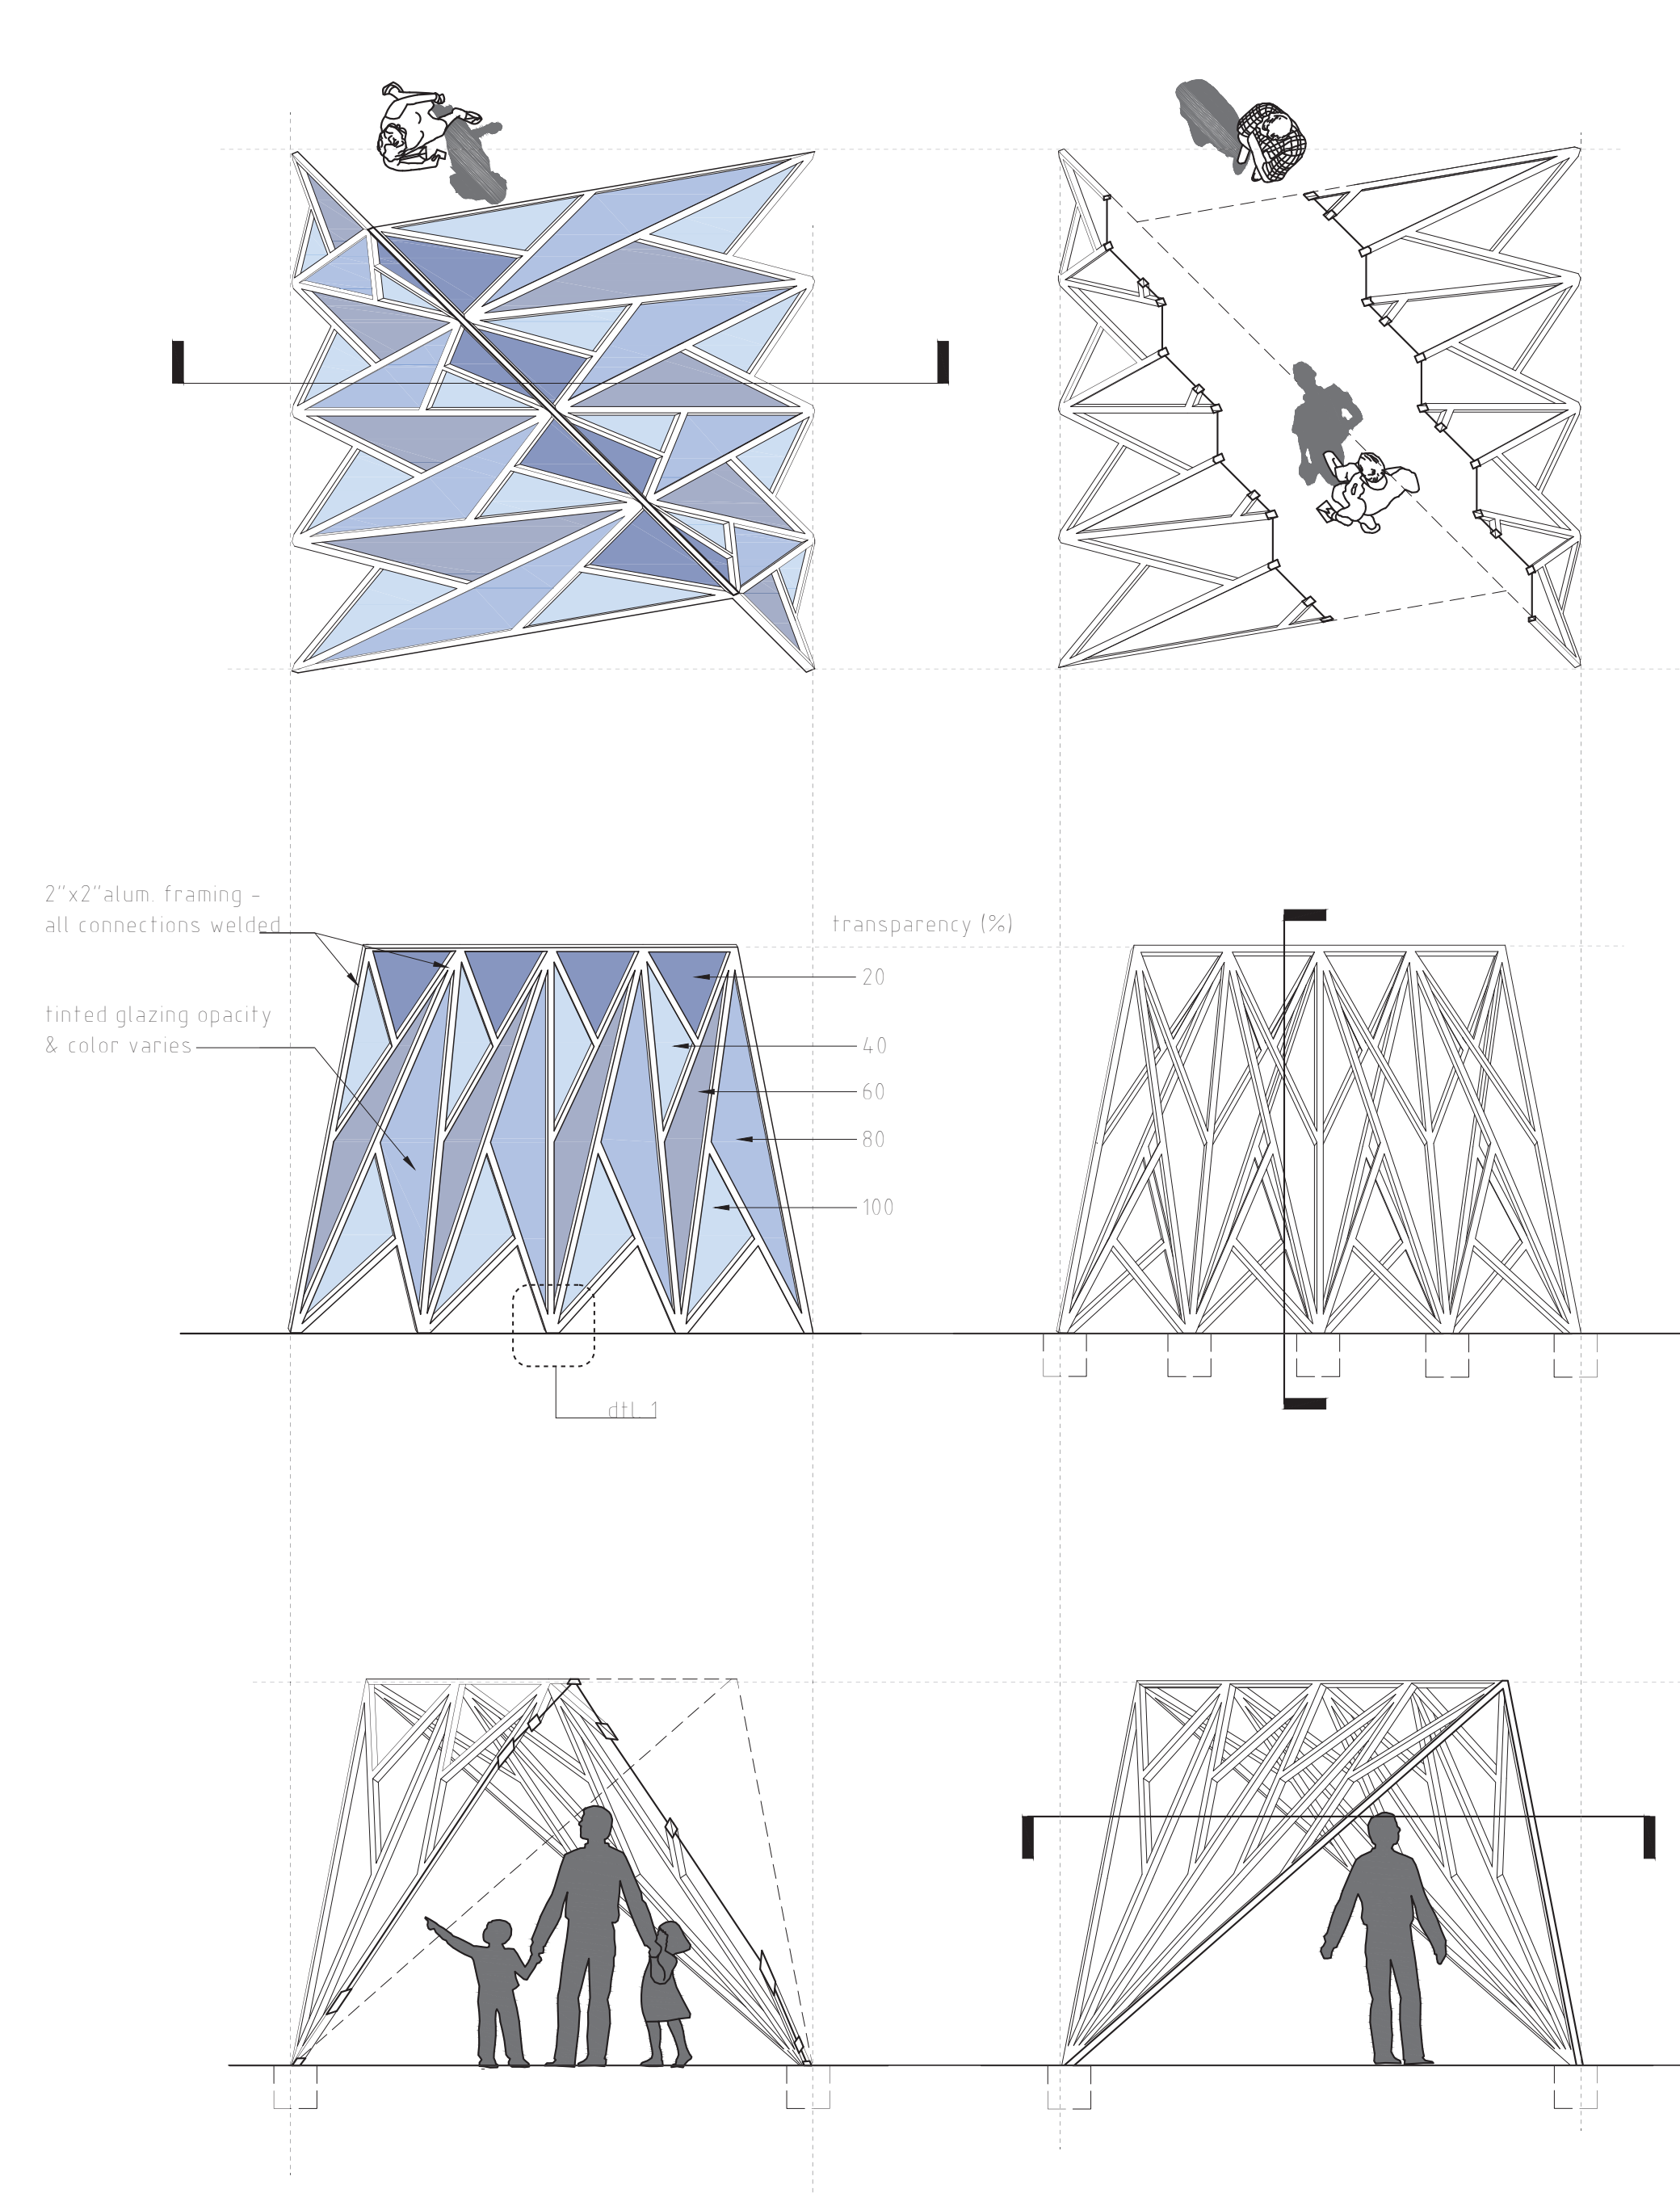 2"x2"alum. framing -
all connections welded
transparency (%)
20
tinted glazing opacity
& color varies
40
60
80
100
dtl. 1